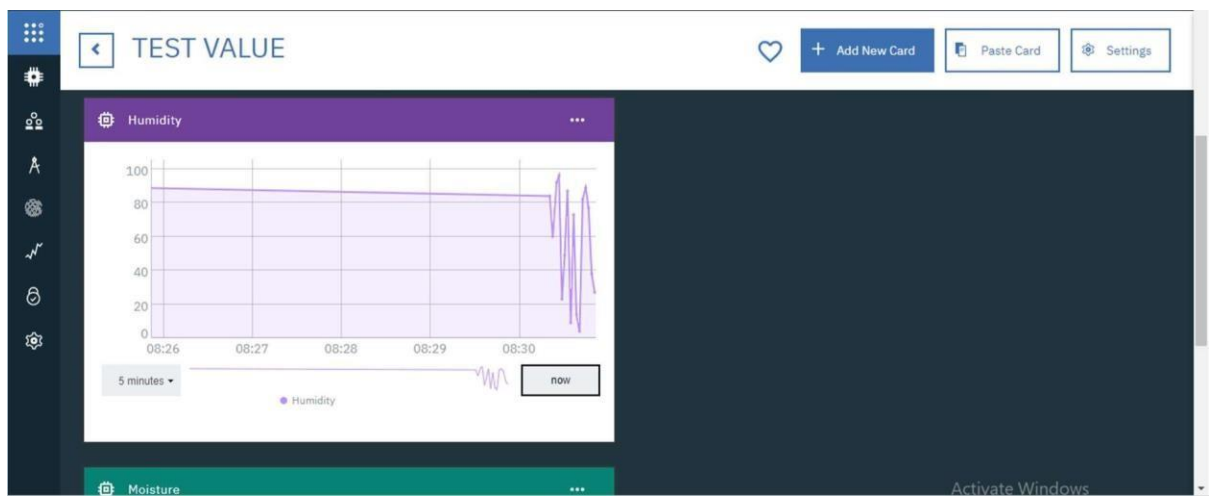 TEST VALUE
+ Add New Card
Paste Card
Settings
Humidity
100
80
60
40
20
0
08:26 08:27 08:28 08:29 08:30
5 minutes
now
Humidity
Moisture
Activate Windows